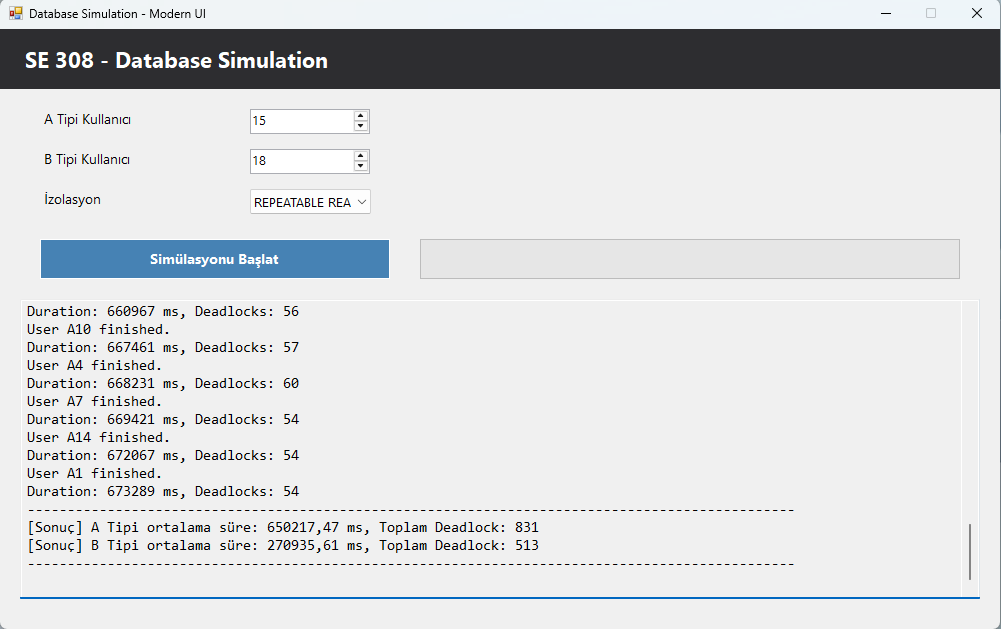 Database Simulation - Modern UI
SE 308 - Database Simulation
A Tipi Kullanıcı
15
B Tipi Kullanıcı
18
İzolasyon
REPEATABLE REA
Simülasyonu Başlat
Duration: 660967 ms, Deadlocks: 56
User A10 finished.
Duration: 667461 ms, Deadlocks: 57
User A4 finished.
Duration: 668231 ms, Deadlocks: 60
User A7 finished.
Duration: 669421 ms, Deadlocks: 54
User A14 finished.
Duration: 672067 ms, Deadlocks: 54
User A1 finished.
Duration: 673289 ms, Deadlocks: 54
------------------------------------------------------------------------------------------------
[Sonuç] A Tipi ortalama süre: 650217,47 ms, Toplam Deadlock: 831
[Sonuç] B Tipi ortalama süre: 270935,61 ms, Toplam Deadlock: 513
------------------------------------------------------------------------------------------------